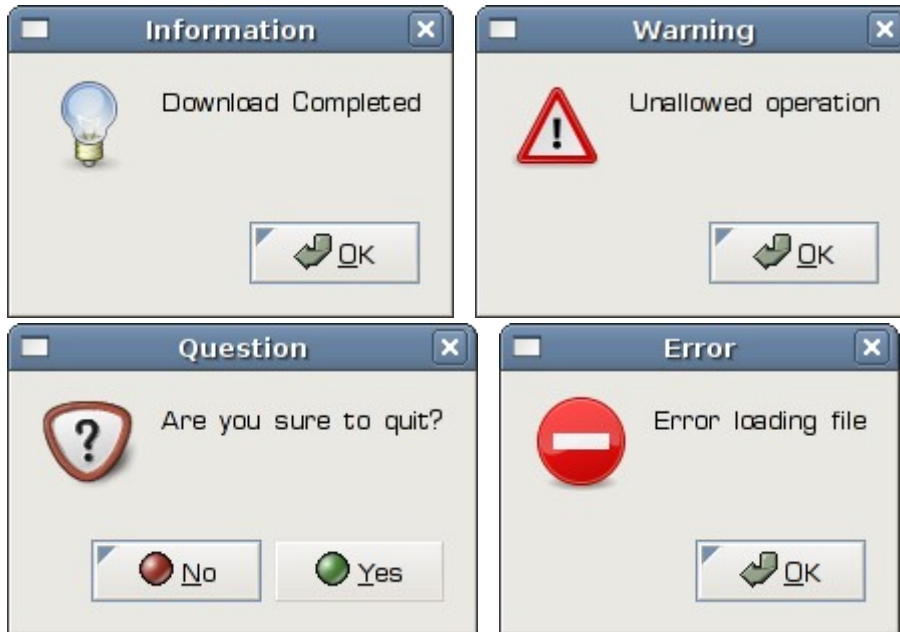 Information
Download Completed
OK
Warning
Unallowed operation
OK
Question
Are you sure to quit?
No
Yes
Error
Error loading file
OK